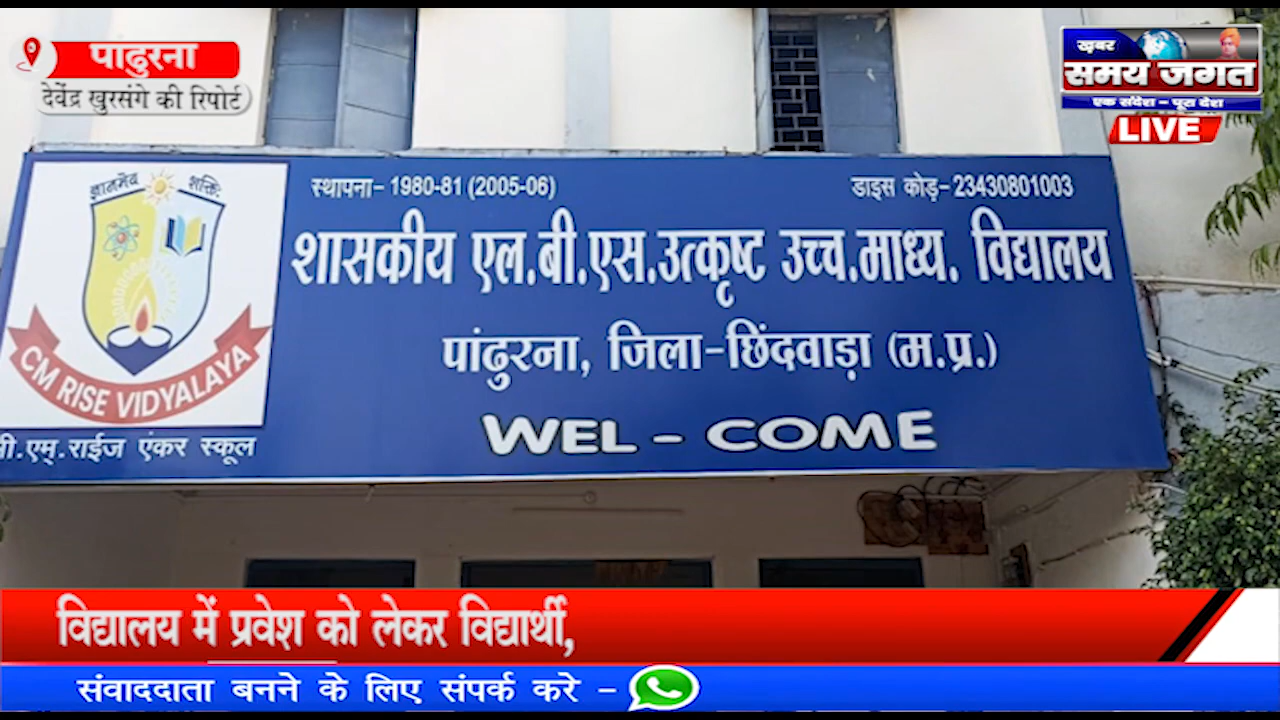 पाढुरना
देवेंद्र खुरसंगे की रिपोर्ट
खबर
समय जगत
एक संदेश - पूरा देश
LIVE
ज्ञानमेव शक्तिः
CM RISE VIDYALAYA
सी.एम्.राईज एंकर स्कूल
स्थापना- 1980-81 (2005-06)
डाइस कोड़- 23430801003
शासकीय एल.बी.एस.उत्कृष्ट उच्च.माध्य. विद्यालय
पांढुरना, जिला-छिंदवाड़ा (म.प्र.)
WEL - COME
विद्यालय में प्रवेश को लेकर विद्यार्थी,
संवाददाता बनने के लिए संपर्क करे -